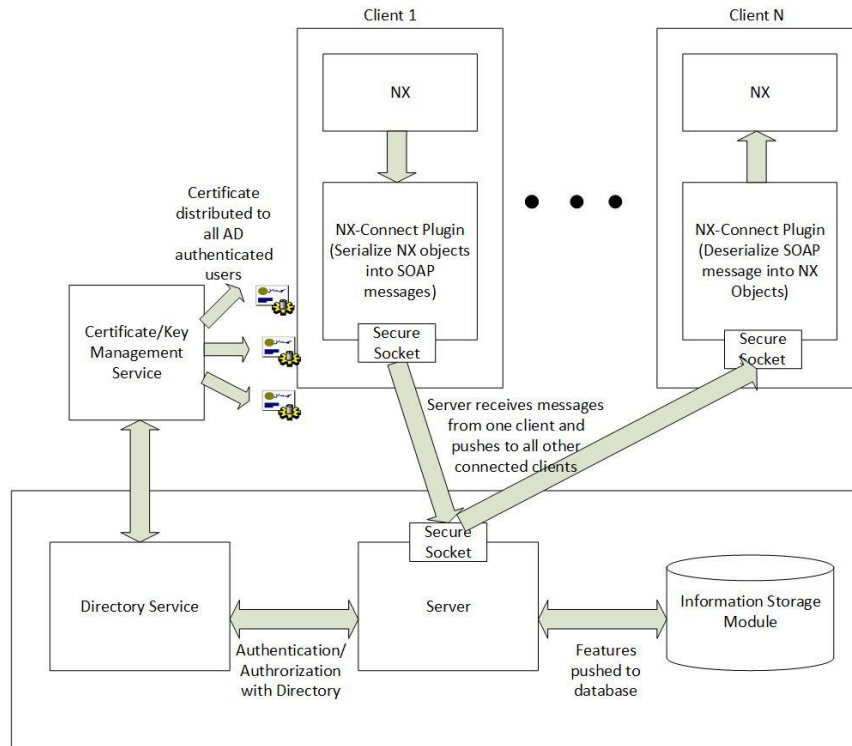 Client 1
Client N
NX
NX
Certificate
distributed to
all AD
authenticated
users
NX-Connect Plugin
(Serialize NX objects
into SOAP
messages)
NX-Connect Plugin
(Deserialize SOAP
message into NX
Objects)
Certificate/Key
Management
Service
Secure
Socket
Secure
Socket
Server receives messages
from one client and
pushes to all other
connected clients
Secure
Socket
Directory Service
Server
Information Storage
Module
Authentication/
Authrorization
with Directory
Features
pushed to
database